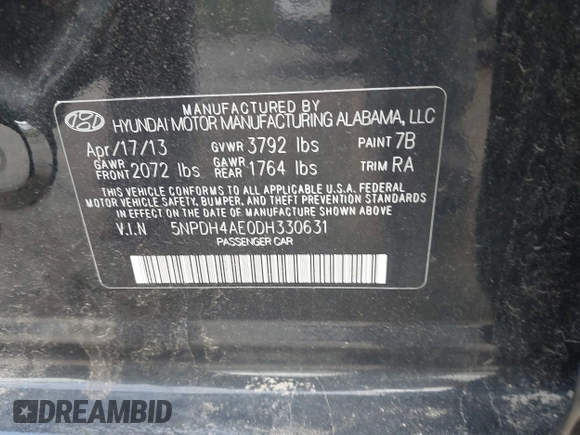 MANUFACTURED BY
HYUNDAI MOTOR MANUFACTURING ALABAMA, LLC
Apr/17/13 GVWR 3792 lbs PAINT 7B
GAWR FRONT 2072 lbs GAWR REAR 1764 lbs TRIM RA
THIS VEHICLE CONFORMS TO ALL APPLICABLE U.S.A. FEDERAL
MOTOR VEHICLE SAFETY, BUMPER, AND THEFT PREVENTION STANDARDS
IN EFFECT ON THE DATE OF MANUFACTURE SHOWN ABOVE
V.I.N 5NPDH4AE0DH330631
PASSENGER CAR
DREAMBID